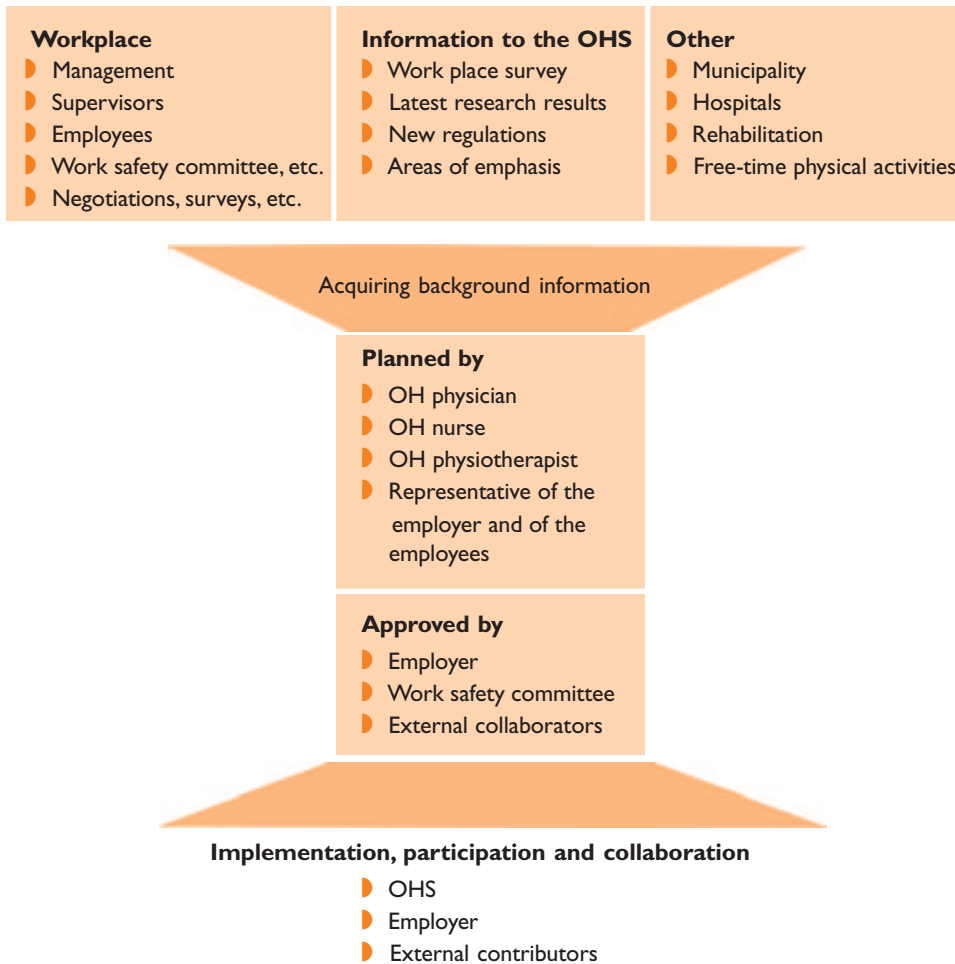 Workplace
Management
Supervisors
Employees
Work safety committee, etc.
Negotiations, surveys, etc.
Information to the OHS
Work place survey
Latest research results
New regulations
Areas of emphasis
Other
Municipality
Hospitals
Rehabilitation
Free-time physical activities
Acquiring background information
Planned by
OH physician
OH nurse
OH physiotherapist
Representative of the
employer and of the
employees
Approved by
Employer
Work safety committee
External collaborators
Implementation, participation and collaboration
OHS
Employer
External contributors